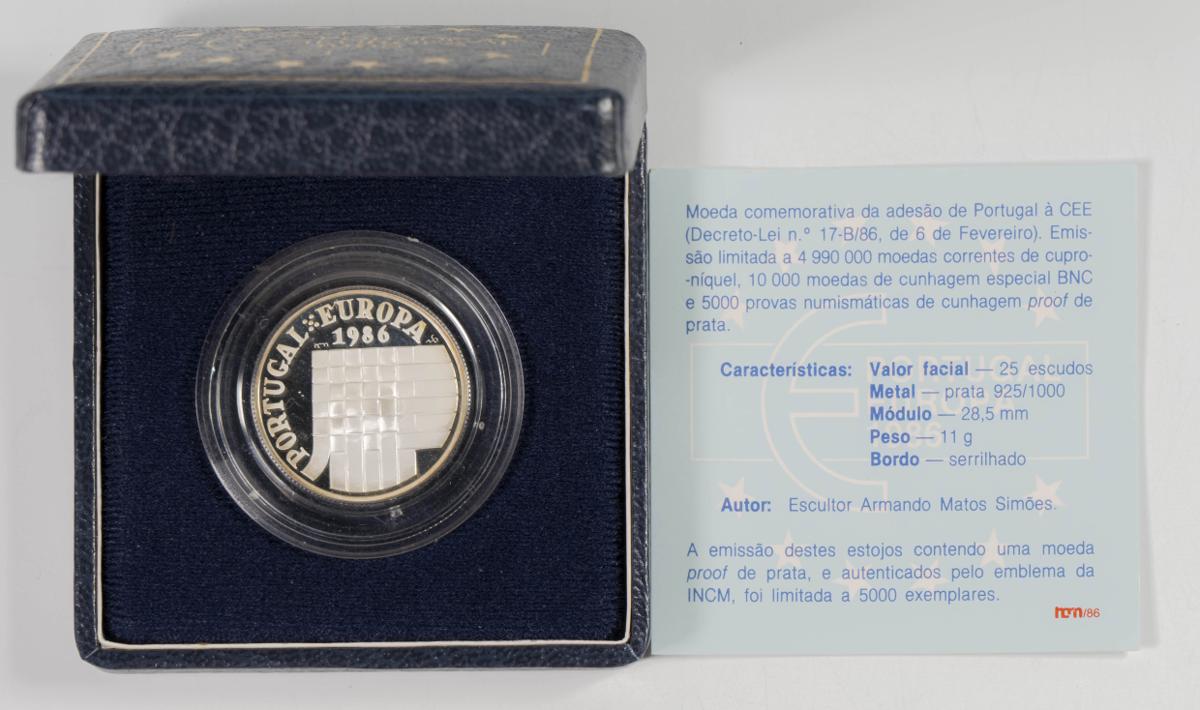 PORTUGAL EUROPA
1986
Moeda comemorativa da adesão de Portugal à CEE
(Decreto-Lei n.º 17-B/86, de 6 de Fevereiro). Emis-
são limitada a 4 990 000 moedas correntes de cupro-
-níquel, 10 000 moedas de cunhagem especial BNC
e 5000 provas numismáticas de cunhagem proof de
prata.
PORTUGAL
EUROPA
1986
Características: Valor facial — 25 escudos
Metal — prata 925/1000
Módulo — 28,5 mm
Peso — 11 g
Bordo — serrilhado
Autor: Escultor Armando Matos Simões.
A emissão destes estojos contendo uma moeda
proof de prata, e autenticados pelo emblema da
INCM, foi limitada a 5000 exemplares.
incm/86